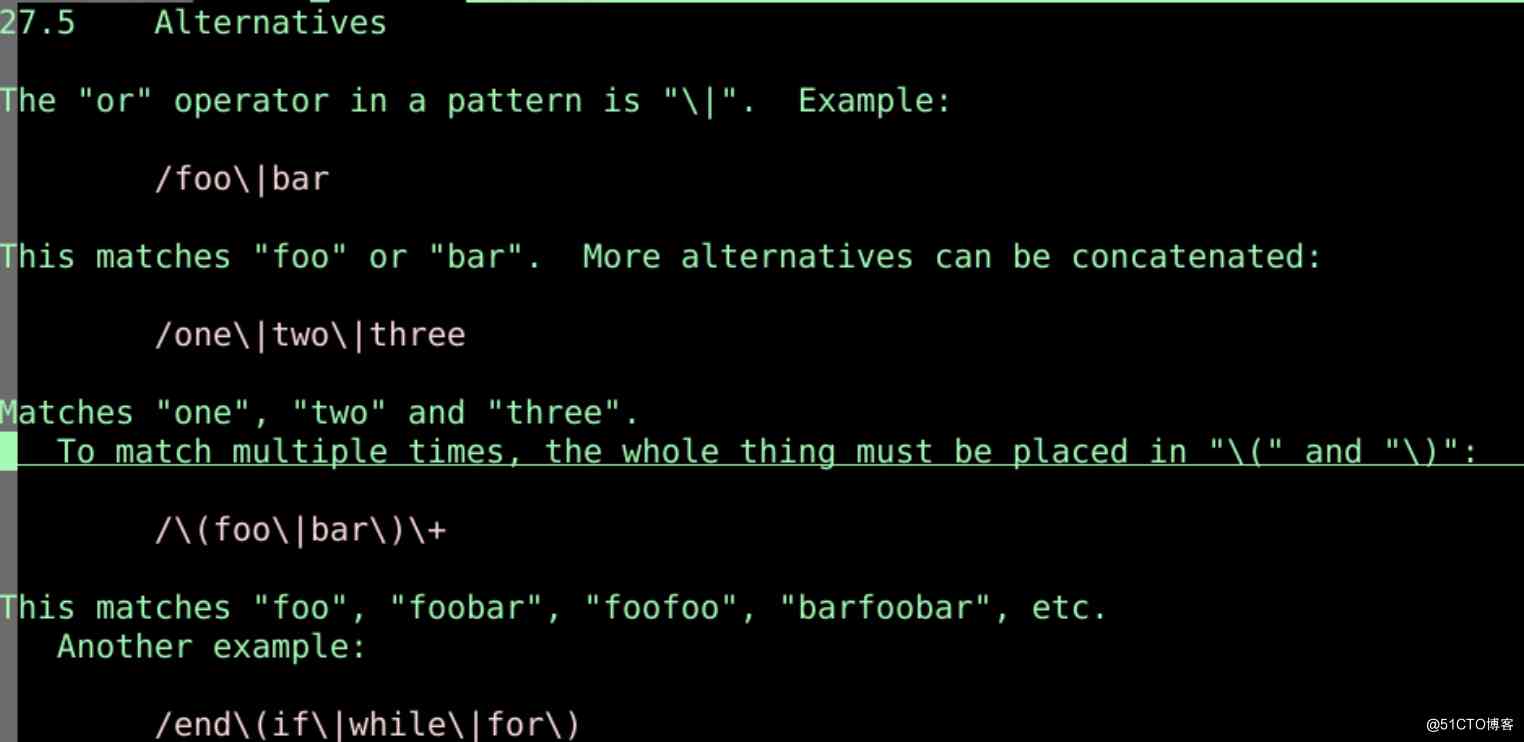 27.5    Alternatives
The "or" operator in a pattern is "\|".  Example:
/foo\|bar
This matches "foo" or "bar".  More alternatives can be concatenated:
/one\|two\|three
Matches "one", "two" and "three".
To match multiple times, the whole thing must be placed in "\(" and "\)":
/\(foo\|bar\)\+
This matches "foo", "foobar", "foofoo", "barfoobar", etc.
Another example:
/end\(if\|while\|for\)
@51CTO博客